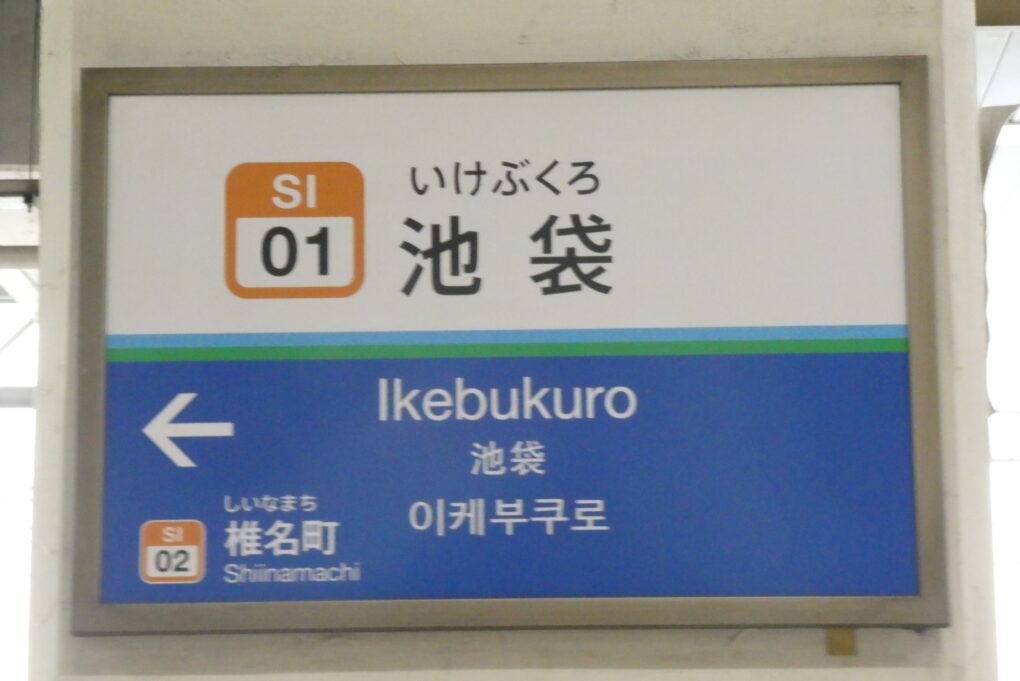 SI
01
いけぶくろ
池袋
Ikebukuro
池袋
이케부쿠로
SI
02
しいなまち
椎名町
Shiinamachi